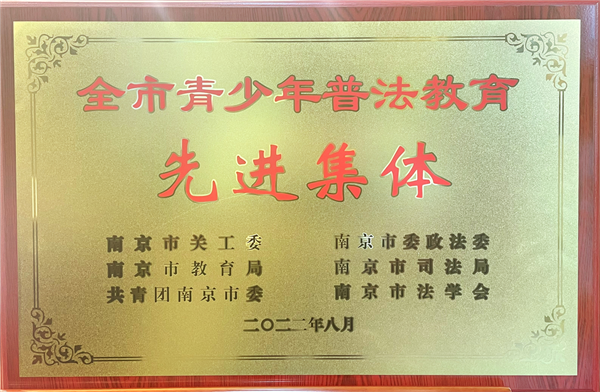 全市青少年普法教育
先进集体
南京市关工委 南京市委政法委
南京市教育局 南京市司法局
共青团南京市委 南京市法学会
二〇二二年八月